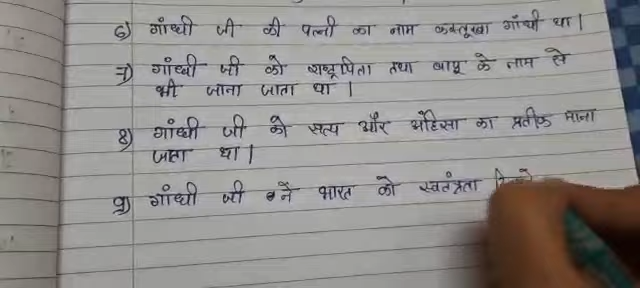 6) गांधी जी की पत्नी का नाम कस्तूरबा गाँधी था।
7) गांधी जी को राष्ट्रपिता तथा बापू के नाम से
भी जाना जाता था।
8) गांधी जी को सत्य और अहिंसा का प्रतीक माना
जाता था।
9) गांधी जी ने भारत को स्वतंत्रता